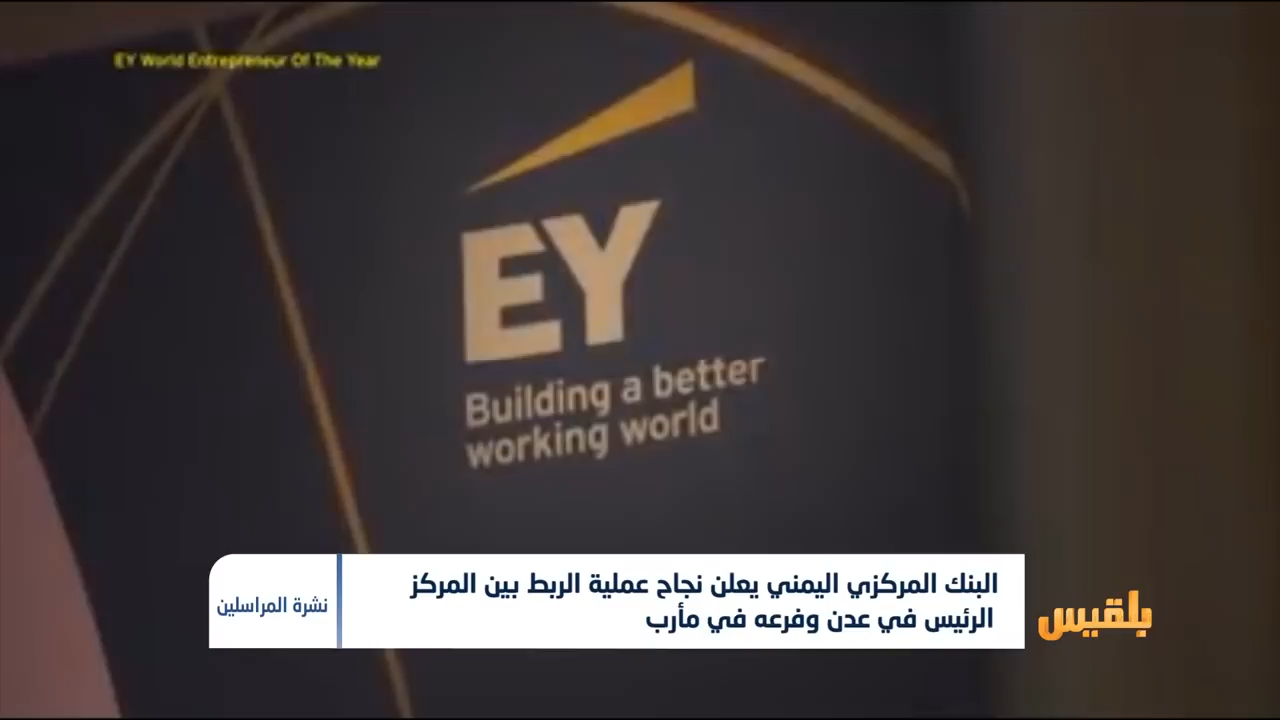 EY World Entrepreneur Of The Year
EY
Building a better
working world
البنك المركزي اليمني يعلن نجاح عملية الربط بين المركز
الرئيس في عدن وفرعه في مأرب
نشرة المراسلين
بلقيس